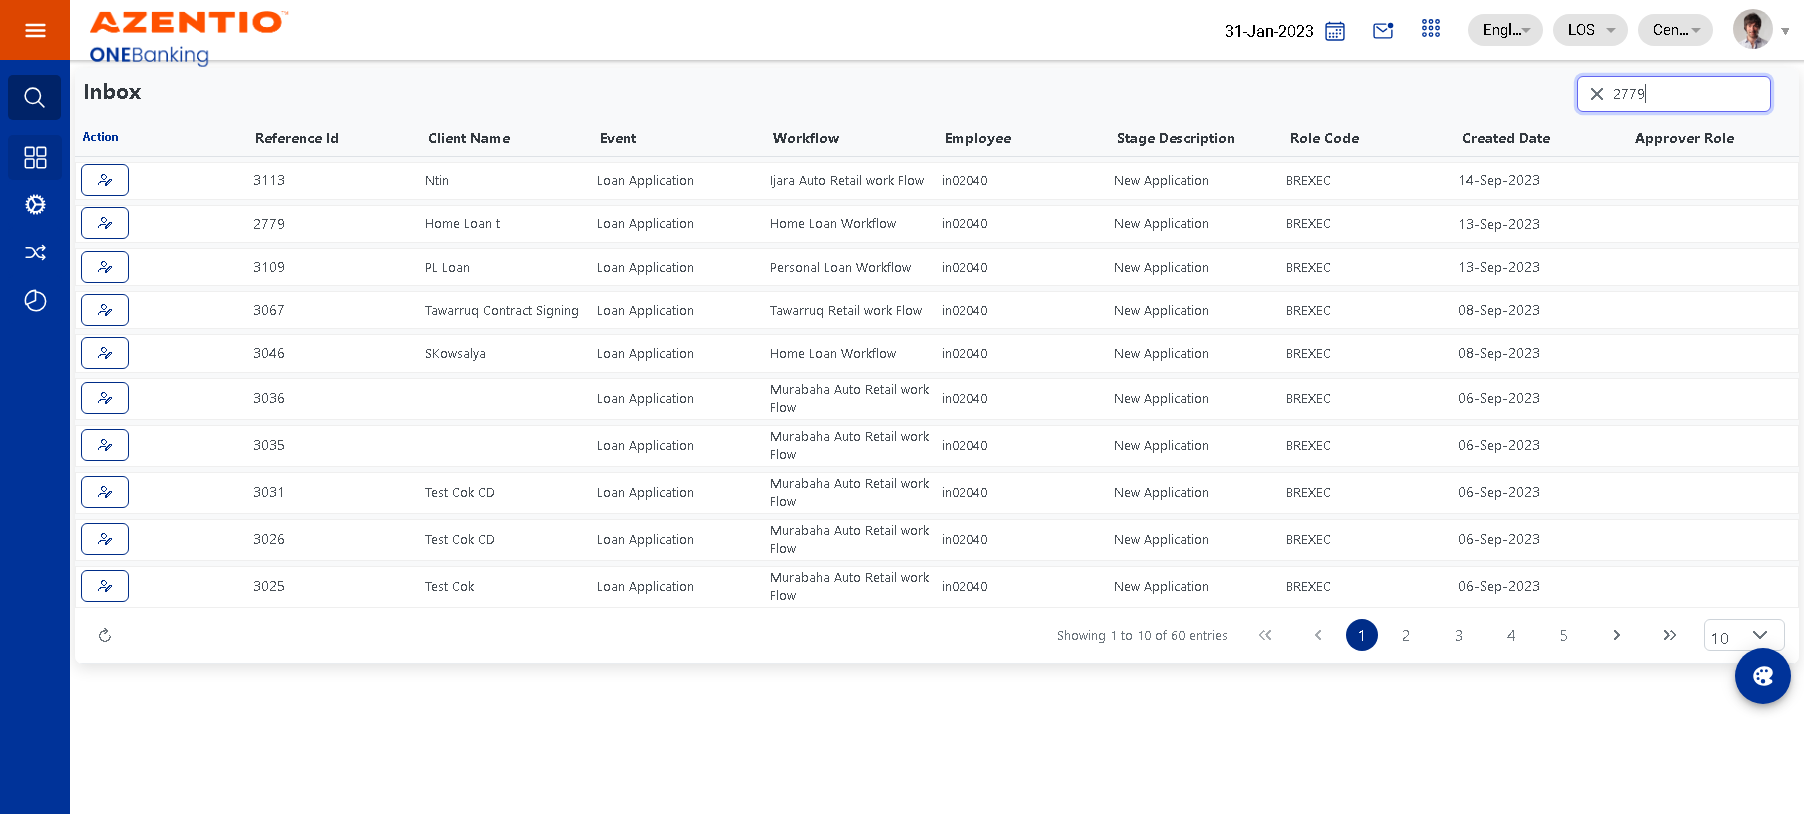 AZENTIO™
ONEBanking
31-Jan-2023
Engl...
LOS
Cen...
Inbox
2779
Action Reference Id Client Name Event Workflow Employee Stage Description Role Code Created Date Approver Role
3113 Ntin Loan Application Ijara Auto Retail work Flow in02040 New Application BREXEC 14-Sep-2023
2779 Home Loan t Loan Application Home Loan Workflow in02040 New Application BREXEC 13-Sep-2023
3109 PL Loan Loan Application Personal Loan Workflow in02040 New Application BREXEC 13-Sep-2023
3067 Tawarruq Contract Signing Loan Application Tawarruq Retail work Flow in02040 New Application BREXEC 08-Sep-2023
3046 SKowsalya Loan Application Home Loan Workflow in02040 New Application BREXEC 08-Sep-2023
3036 Loan Application Murabaha Auto Retail work in02040 New Application BREXEC 06-Sep-2023
Flow
3035 Loan Application Murabaha Auto Retail work in02040 New Application BREXEC 06-Sep-2023
Flow
3031 Test Cok CD Loan Application Murabaha Auto Retail work in02040 New Application BREXEC 06-Sep-2023
Flow
3026 Test Cok CD Loan Application Murabaha Auto Retail work in02040 New Application BREXEC 06-Sep-2023
Flow
3025 Test Cok Loan Application Murabaha Auto Retail work in02040 New Application BREXEC 06-Sep-2023
Flow
Showing 1 to 10 of 60 entries 1 2 3 4 5 10